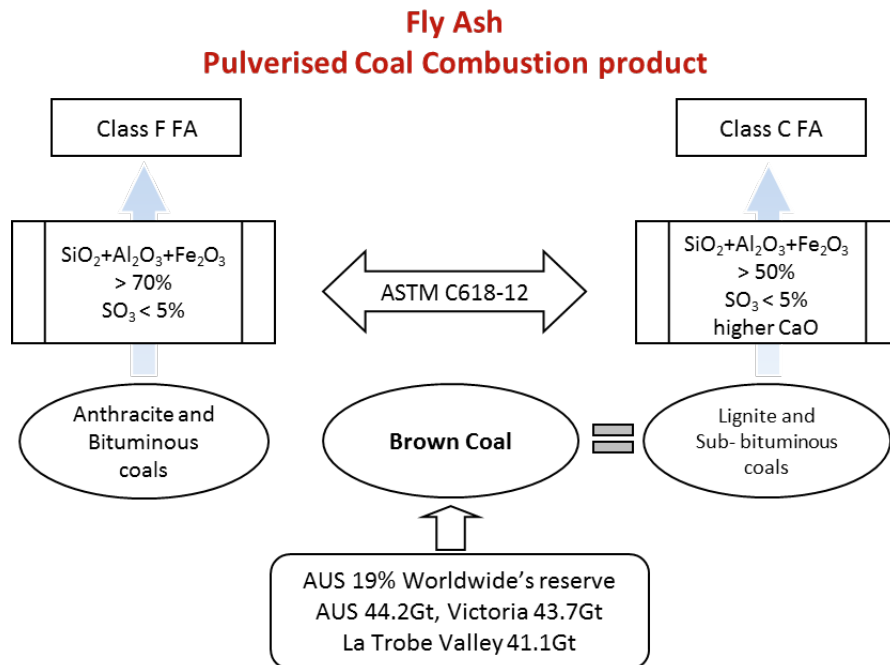 Fly Ash
Pulverised Coal Combustion product
Class F FA
Class C FA
SiO₂+Al₂O₃+Fe₂O₃
> 70%
SO₃ < 5%
ASTM C618-12
SiO₂+Al₂O₃+Fe₂O₃
> 50%
SO₃ < 5%
higher CaO
Anthracite and
Bituminous
coals
Brown Coal
Lignite and
Sub- bituminous
coals
AUS 19% Worldwide’s reserve
AUS 44.2Gt, Victoria 43.7Gt
La Trobe Valley 41.1Gt